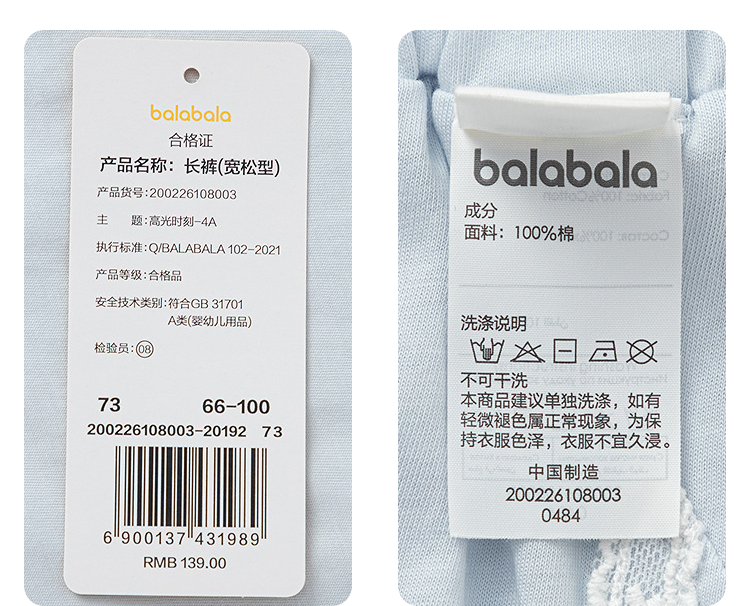 balabala
合格证
产品名称：长裤(宽松型)
产品货号:200226108003
主 题:高光时刻-4A
执行标准:Q/BALABALA 102-2021
产品等级:合格品
安全技术类别:符合GB 31701
A类(婴幼儿用品)
检验员:08
73 66-100
200226108003-20192 73
6 900137 431989
RMB 139.00
balabala
成分
面料：100%棉
洗涤说明
不可干洗
本商品建议单独洗涤，如有
轻微褪色属正常现象，为保
持衣服色泽，衣服不宜久浸。
中国制造
200226108003
0484